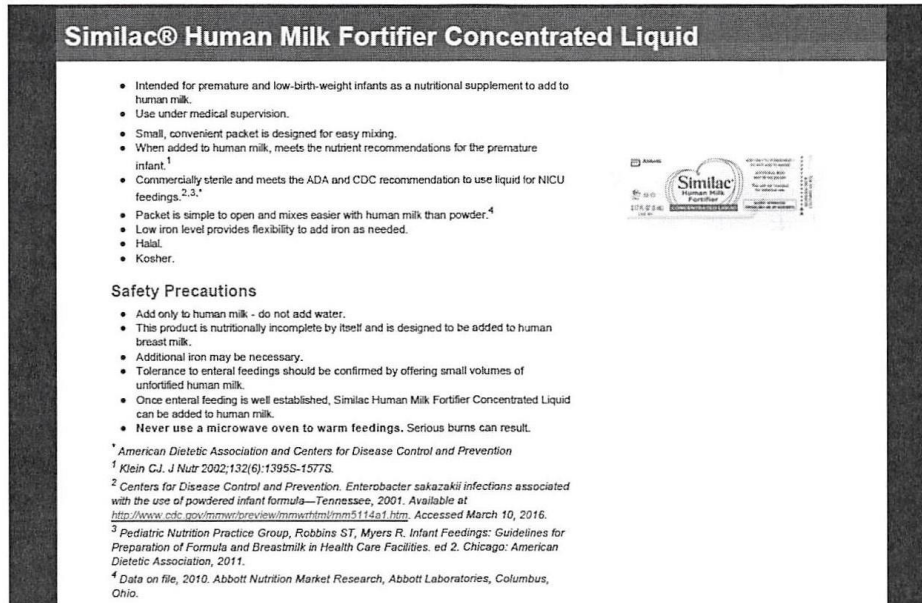 Similac® Human Milk Fortifier Concentrated Liquid
• Intended for premature and low-birth-weight infants as a nutritional supplement to add to
human milk.
• Use under medical supervision.
• Small, convenient packet is designed for easy mixing.
• When added to human milk, meets the nutrient recommendations for the premature
infant.1
• Commercially sterile and meets the ADA and CDC recommendation to use liquid for NICU
feedings.2,3,*
• Packet is simple to open and mixes easier with human milk than powder.4
• Low iron level provides flexibility to add iron as needed.
• Halal.
• Kosher.
Abbott
Similac
Human Milk
Fortifier
CONCENTRATED LIQUID
Safety Precautions
• Add only to human milk - do not add water.
• This product is nutritionally incomplete by itself and is designed to be added to human
breast milk.
• Additional iron may be necessary.
• Tolerance to enteral feedings should be confirmed by offering small volumes of
unfortified human milk.
• Once enteral feeding is well established, Similac Human Milk Fortifier Concentrated Liquid
can be added to human milk.
• Never use a microwave oven to warm feedings. Serious burns can result.
* American Dietetic Association and Centers for Disease Control and Prevention
1 Klein CJ. J Nutr 2002;132(6):1395S-1577S.
2 Centers for Disease Control and Prevention. Enterobacter sakazakii infections associated
with the use of powdered infant formula—Tennessee, 2001. Available at
http://www.cdc.gov/mmwr/preview/mmwrhtml/mm5114a1.htm. Accessed March 10, 2016.
3 Pediatric Nutrition Practice Group, Robbins ST, Myers R. Infant Feedings: Guidelines for
Preparation of Formula and Breastmilk in Health Care Facilities. ed 2. Chicago: American
Dietetic Association, 2011.
4 Data on file, 2010. Abbott Nutrition Market Research, Abbott Laboratories, Columbus,
Ohio.